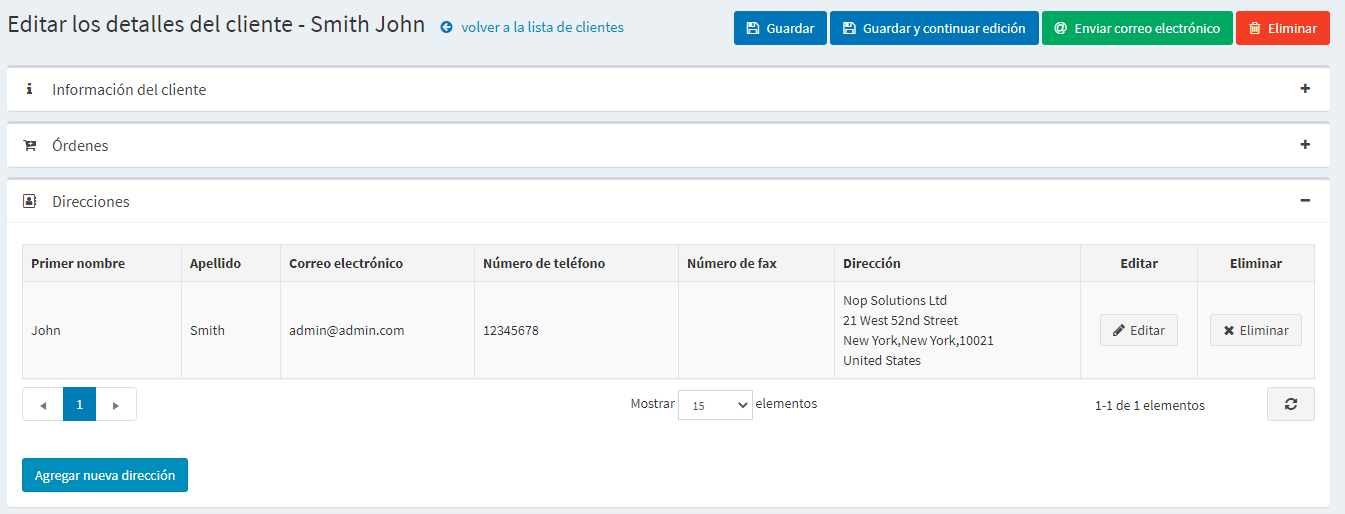 Editar los detalles del cliente - Smith John volver a la lista de clientes Guardar Guardar y continuar edición Enviar correo electrónico Eliminar
Información del cliente
Órdenes
Direcciones
Primer nombre Apellido Correo electrónico Número de teléfono Número de fax Dirección Editar Eliminar
John Smith admin@admin.com 12345678
Nop Solutions Ltd
21 West 52nd Street
New York,New York,10021
United States
Editar Eliminar
1 Mostrar 15 elementos 1-1 de 1 elementos
Agregar nueva dirección